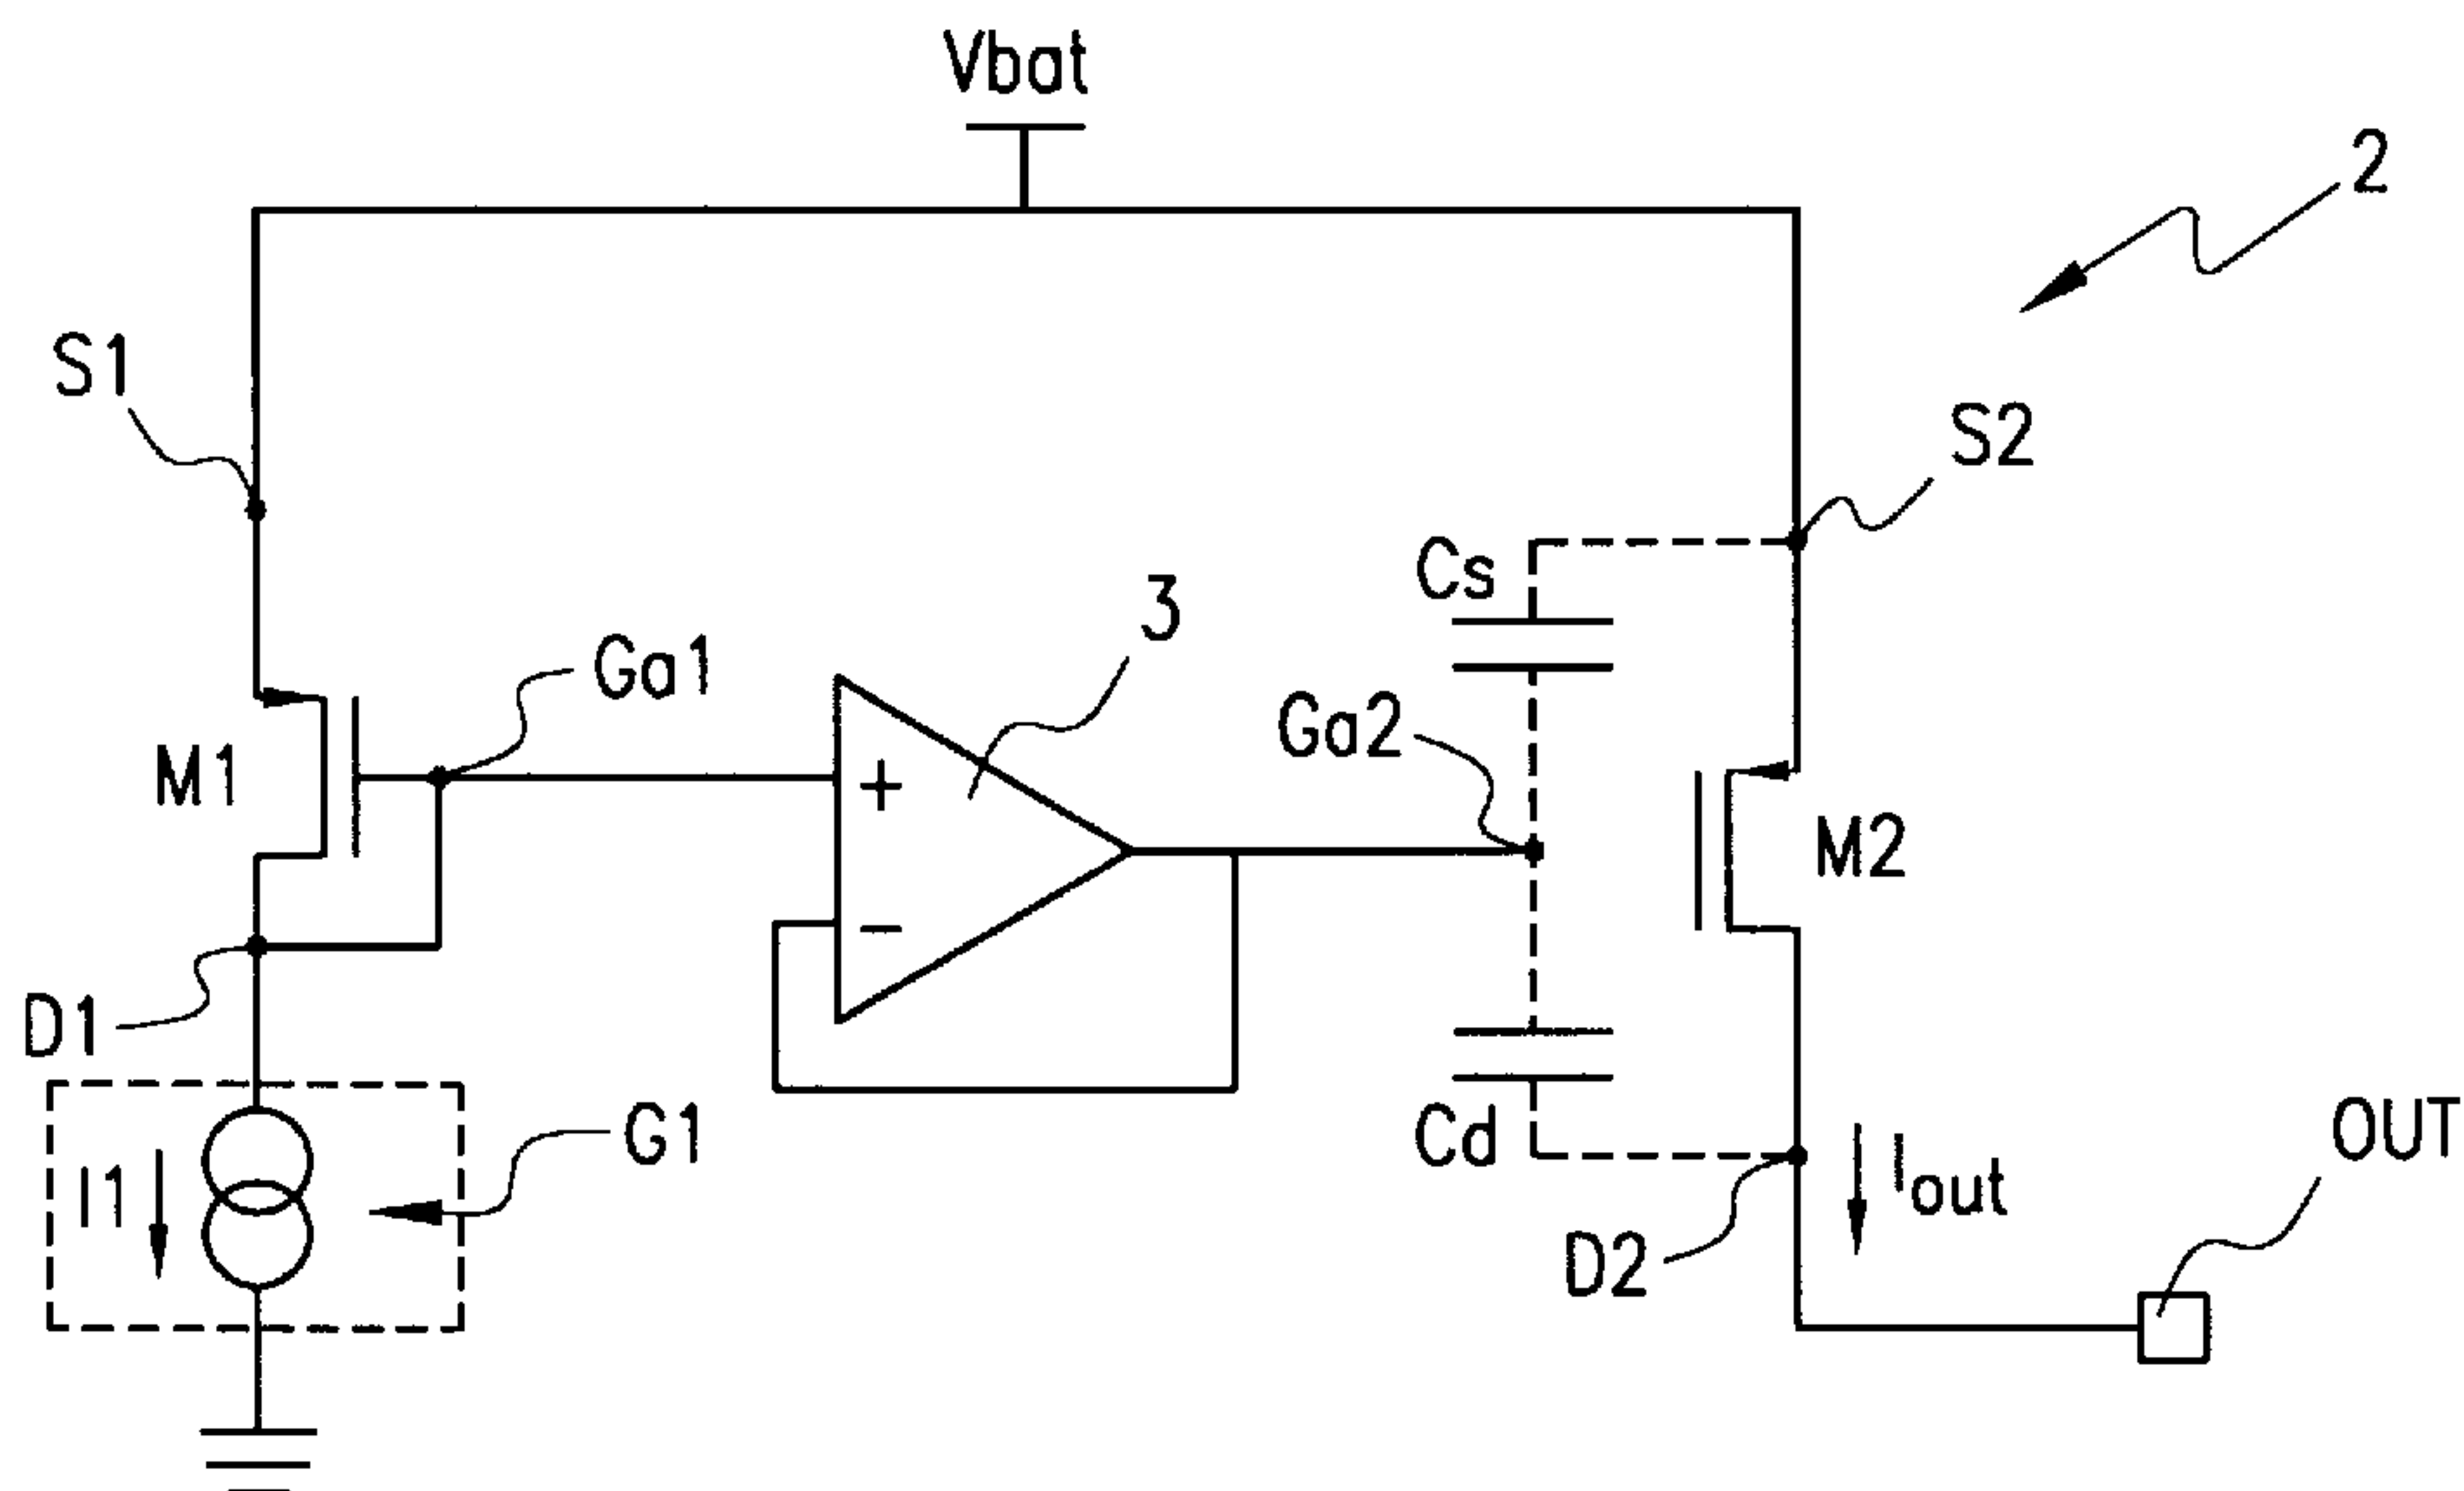 Vbat
2
S1
S2
Cs
3
Ga1
Ga2
M1
+
M2
−
D1
Cd
G1
OUT
I1
Iout
D2